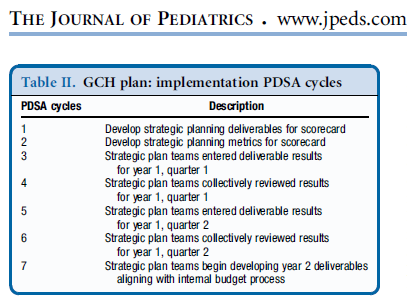 THE JOURNAL OF PEDIATRICS • www.jpeds.com
Table II. GCH plan: implementation PDSA cycles
PDSA cycles Description
1 Develop strategic planning deliverables for scorecard
2 Develop strategic planning metrics for scorecard
3 Strategic plan teams entered deliverable results
for year 1, quarter 1
4 Strategic plan teams collectively reviewed results
for year 1, quarter 1
5 Strategic plan teams entered deliverable results
for year 1, quarter 2
6 Strategic plan teams collectively reviewed results
for year 1, quarter 2
7 Strategic plan teams begin developing year 2 deliverables
aligning with internal budget process